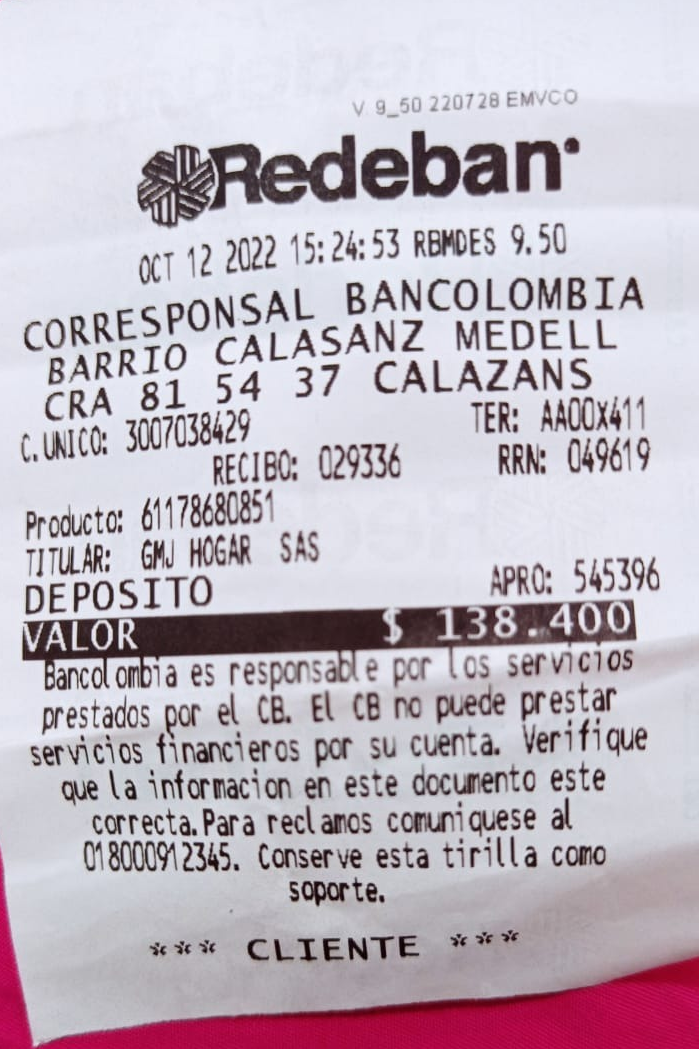 V. 9_50 220728 EMVCO
Redeban
OCT 12 2022 15:24:53 RBMDES 9.50
CORRESPONSAL BANCOLOMBIA
BARRIO CALASANZ MEDELL
CRA 81 54 37 CALAZANS
C.UNICO: 3007038429 TER: AA00X411
RECIBO: 029336 RRN: 049619
Producto: 61178680851
TITULAR: GMJ HOGAR SAS
DEPOSITO APRO: 545396
VALOR $ 138.400
Bancolombia es responsable por los servicios
prestados por el CB. El CB no puede prestar
servicios financieros por su cuenta. Verifique
que la informacion en este documento este
correcta.Para reclamos comuniquese al
018000912345. Conserve esta tirilla como
soporte.
*** CLIENTE ***